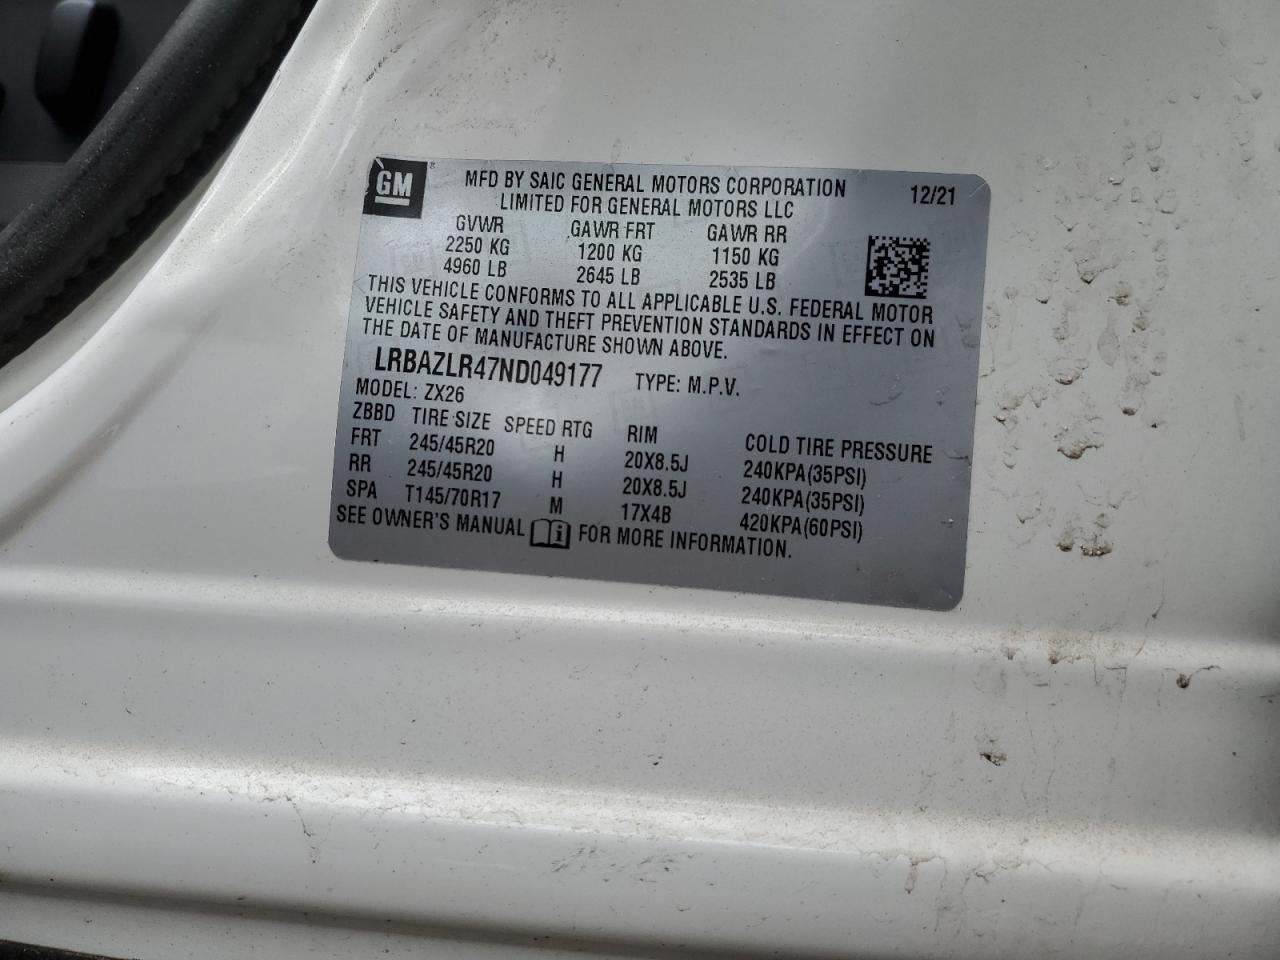 GM ®
MFD BY SAIC GENERAL MOTORS CORPORATION 12/21
LIMITED FOR GENERAL MOTORS LLC
GVWR GAWR FRT GAWR RR
2250 KG 1200 KG 1150 KG
4960 LB 2645 LB 2535 LB
THIS VEHICLE CONFORMS TO ALL APPLICABLE U.S. FEDERAL MOTOR
VEHICLE SAFETY AND THEFT PREVENTION STANDARDS IN EFFECT ON
THE DATE OF MANUFACTURE SHOWN ABOVE.
LRBAZLR47ND049177 TYPE: M.P.V.
MODEL: ZX26
ZBBD TIRE SIZE SPEED RTG RIM COLD TIRE PRESSURE
FRT 245/45R20 H 20X8.5J 240KPA(35PSI)
RR 245/45R20 H 20X8.5J 240KPA(35PSI)
SPA T145/70R17 M 17X4B 420KPA(60PSI)
SEE OWNER'S MANUAL i FOR MORE INFORMATION.